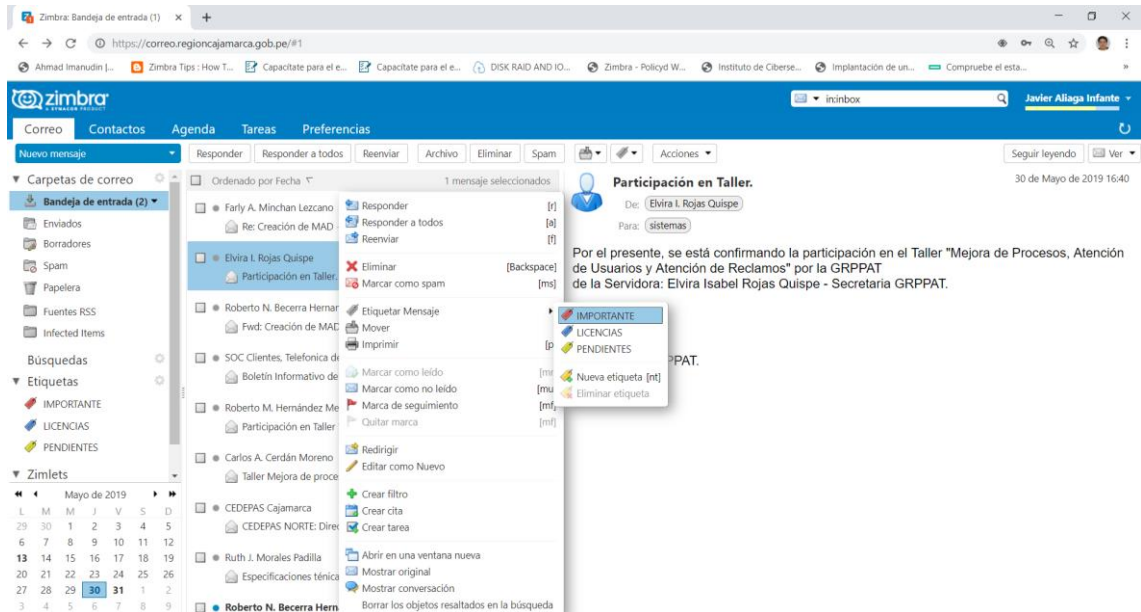 Zimbra: Bandeja de entrada (1)
https://correo.regioncajamarca.gob.pe/#1
Ahmad Imanudin |...
Zimbra Tips : How T...
Capacítate para el e...
Capacítate para el e...
DISK RAID AND IO...
Zimbra - Policyd W...
Instituto de Ciberse...
Implantación de un...
Compruebe el esta...
zimbra
A SYNACOR PRODUCT
in:inbox
Javier Aliaga Infante
Correo Contactos Agenda Tareas Preferencias
Nuevo mensaje
Responder Responder a todos Reenviar Archivo Eliminar Spam Acciones Seguir leyendo Ver
Carpetas de correo
Bandeja de entrada (2)
Enviados
Borradores
Spam
Papelera
Fuentes RSS
Infected Items
Búsquedas
Etiquetas
IMPORTANTE
LICENCIAS
PENDIENTES
Zimlets
Mayo de 2019
L M M J V S D
29 30 1 2 3 4 5
6 7 8 9 10 11 12
13 14 15 16 17 18 19
20 21 22 23 24 25 26
27 28 29 30 31 1 2
3 4 5 6 7 8 9
Ordenado por Fecha
1 mensaje seleccionados
Farly A. Minchan Lezcano
Re: Creación de MAD
Elvira I. Rojas Quispe
Participación en Taller.
Roberto N. Becerra Hernar
Fwd: Creación de MAD
SOC Clientes, Telefonica de
Boletín Informativo de
Roberto M. Hernández Me
Participación en Taller
Carlos A. Cerdán Moreno
Taller Mejora de proce
CEDEPAS Cajamarca
CEDEPAS NORTE: Direc
Ruth J. Morales Padilla
Especificaciones ténica
Roberto N. Becerra Hern
Responder [r]
Responder a todos [a]
Reenviar [f]
Eliminar [Backspace]
Marcar como spam [ms]
Etiquetar Mensaje
Mover
Imprimir [p
Marcar como leído [mr
Marcar como no leído [mu
Marca de seguimiento [mf]
Quitar marca [mf]
Redirigir
Editar como Nuevo
Crear filtro
Crear cita
Crear tarea
Abrir en una ventana nueva
Mostrar original
Mostrar conversación
Borrar los objetos resaltados en la búsqueda
IMPORTANTE
LICENCIAS
PENDIENTES
Nueva etiqueta [nt]
Eliminar etiqueta
Participación en Taller.
30 de Mayo de 2019 16:40
De: Elvira I. Rojas Quispe
Para: sistemas
Por el presente, se está confirmando la participación en el Taller "Mejora de Procesos, Atención
de Usuarios y Atención de Reclamos" por la GRPPAT
de la Servidora: Elvira Isabel Rojas Quispe - Secretaria GRPPAT.
PPAT.